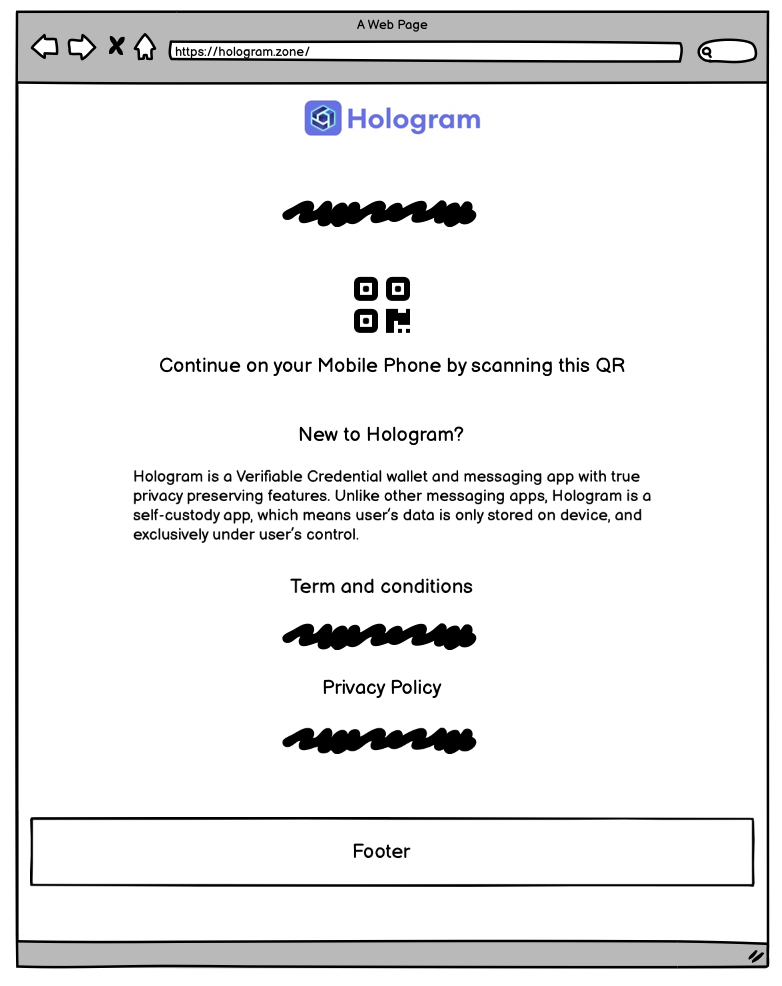 A Web Page
https://hologram.zone/
Hologram
Continue on your Mobile Phone by scanning this QR
New to Hologram?
Hologram is a Verifiable Credential wallet and messaging app with true
privacy preserving features. Unlike other messaging apps, Hologram is a
self-custody app, which means user's data is only stored on device, and
exclusively under user's control.
Term and conditions
Privacy Policy
Footer